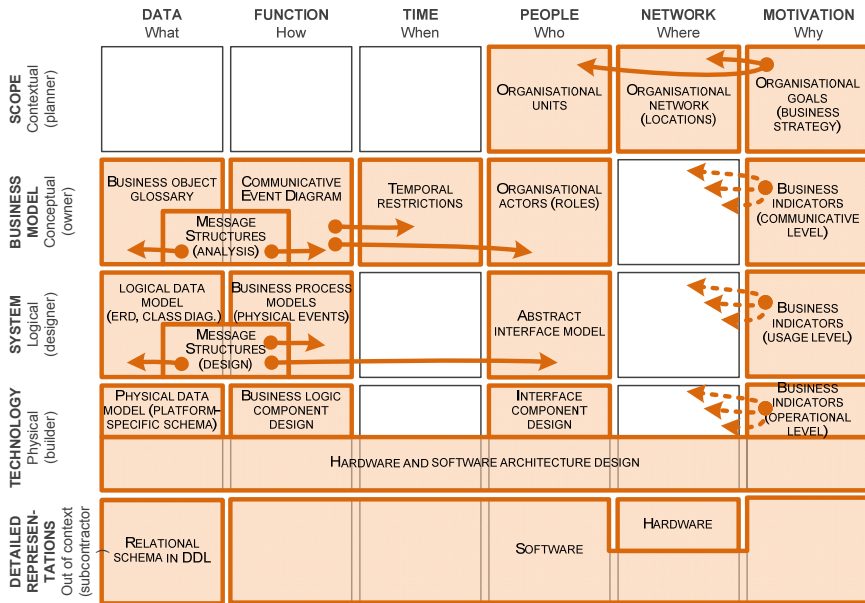 DATA
What
FUNCTION
How
TIME
When
PEOPLE
Who
NETWORK
Where
MOTIVATION
Why
SCOPE
Contextual
(planner)
ORGANISATIONAL
UNITS
ORGANISATIONAL
NETWORK
(LOCATIONS)
ORGANISATIONAL
GOALS
(BUSINESS
STRATEGY)
BUSINESS
MODEL
Conceptual
(owner)
BUSINESS OBJECT
GLOSSARY
COMMUNICATIVE
EVENT DIAGRAM
MESSAGE
STRUCTURES
(ANALYSIS)
TEMPORAL
RESTRICTIONS
ORGANISATIONAL
ACTORS (ROLES)
BUSINESS
INDICATORS
(COMMUNICATIVE
LEVEL)
SYSTEM
Logical
(designer)
LOGICAL DATA
MODEL
(ERD, CLASS DIAG.)
BUSINESS PROCESS
MODELS
(PHYSICAL EVENTS)
MESSAGE
STRUCTURES
(DESIGN)
ABSTRACT
INTERFACE MODEL
BUSINESS
INDICATORS
(USAGE LEVEL)
TECHNOLOGY
Physical
(builder)
PHYSICAL DATA
MODEL (PLATFORM-
SPECIFIC SCHEMA)
BUSINESS LOGIC
COMPONENT
DESIGN
INTERFACE
COMPONENT
DESIGN
BUSINESS
INDICATORS
(OPERATIONAL
LEVEL)
HARDWARE AND SOFTWARE ARCHITECTURE DESIGN
DETAILED
REPRESEN-
TATIONS
Out of context
(subcontractor
)
RELATIONAL
SCHEMA IN DDL
SOFTWARE
HARDWARE